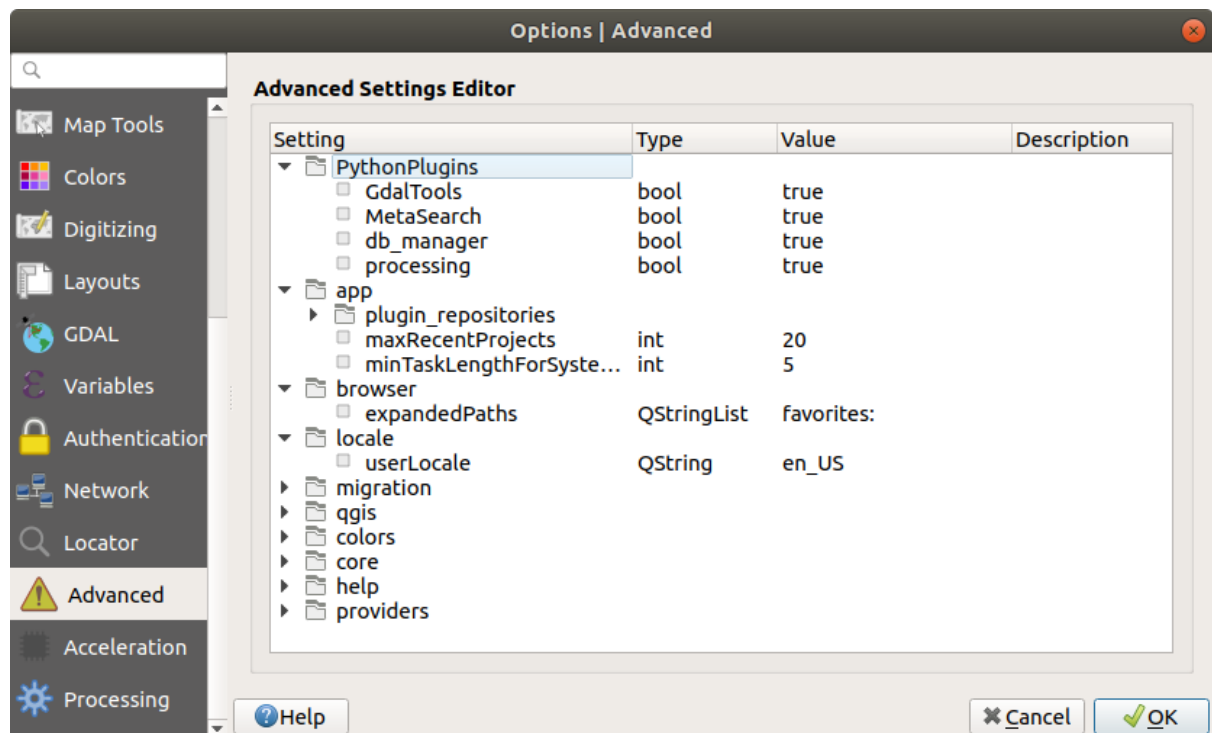 Options | Advanced
Map Tools
Colors
Digitizing
Layouts
GDAL
Variables
Authentication
Network
Locator
Advanced
Acceleration
Processing
Advanced Settings Editor
Setting Type Value Description
PythonPlugins
GdalTools bool true
MetaSearch bool true
db_manager bool true
processing bool true
app
plugin_repositories
maxRecentProjects int 20
minTaskLengthForSyste... int 5
browser
expandedPaths QStringList favorites:
locale
userLocale QString en_US
migration
qgis
colors
core
help
providers
Help Cancel OK